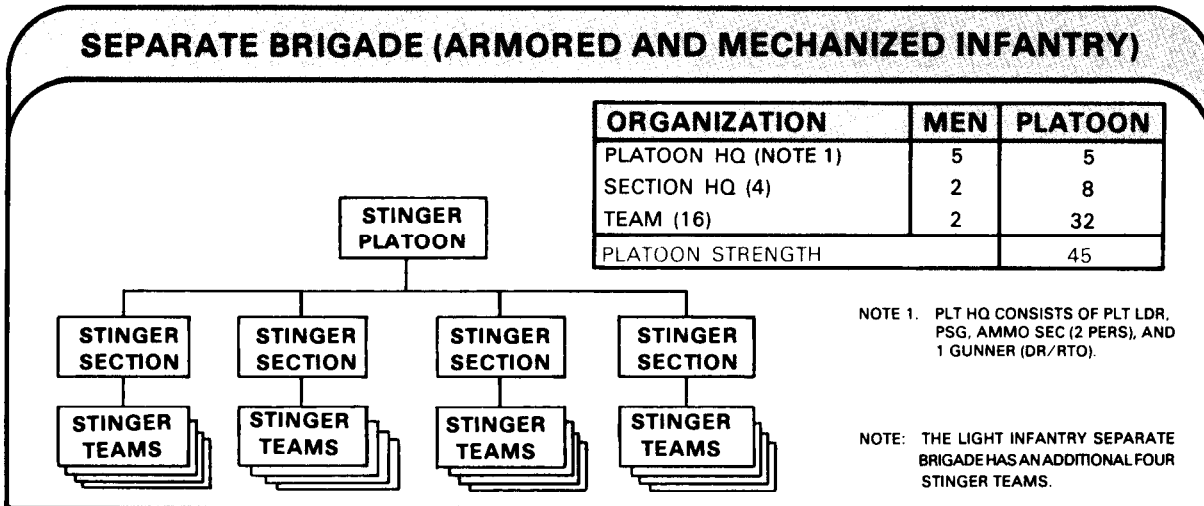 SEPARATE BRIGADE (ARMORED AND MECHANIZED INFANTRY)
ORGANIZATION MEN PLATOON
PLATOON HQ (NOTE 1) 5 5
SECTION HQ (4) 2 8
TEAM (16) 2 32
PLATOON STRENGTH 45
STINGER
PLATOON
STINGER
SECTION
STINGER
SECTION
STINGER
SECTION
STINGER
SECTION
STINGER
TEAMS
STINGER
TEAMS
STINGER
TEAMS
STINGER
TEAMS
NOTE 1. PLT HQ CONSISTS OF PLT LDR,
PSG, AMMO SEC (2 PERS), AND
1 GUNNER (DR/RTO).
NOTE: THE LIGHT INFANTRY SEPARATE
BRIGADE HAS AN ADDITIONAL FOUR
STINGER TEAMS.